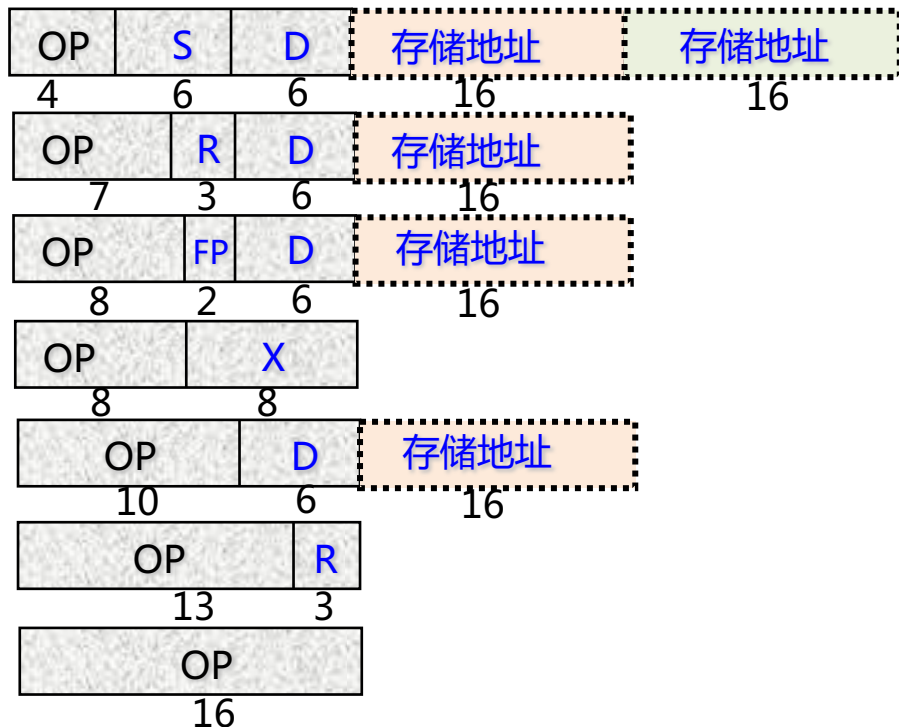 OP S D 存储地址 存储地址
4 6 6 16 16
OP R D 存储地址
7 3 6 16
OP FP D 存储地址
8 2 6 16
OP X
8 8
OP D 存储地址
10 6 16
OP R
13 3
OP
16